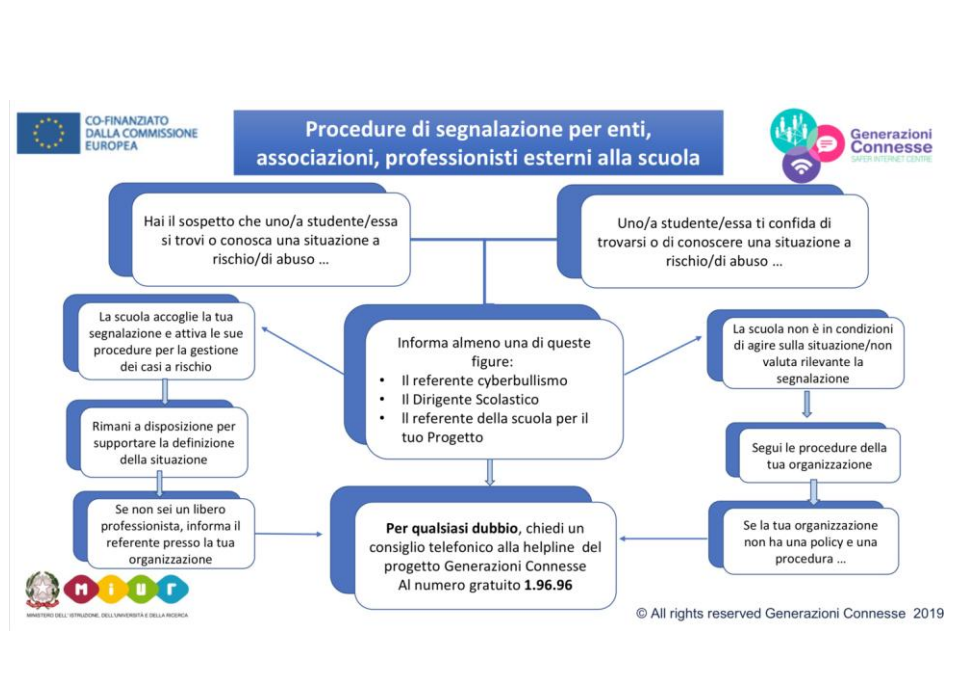 CO-FINANZIATO
DALLA COMMISSIONE
EUROPEA
Procedure di segnalazione per enti,
associazioni, professionisti esterni alla scuola
Generazioni
Connesse
SAFER INTERNET CENTRE
Hai il sospetto che uno/a studente/essa
si trovi o conosca una situazione a
rischio/di abuso …
Uno/a studente/essa ti confida di
trovarsi o di conoscere una situazione a
rischio/di abuso …
La scuola accoglie la tua
segnalazione e attiva le sue
procedure per la gestione
dei casi a rischio
Informa almeno una di queste
figure:
• Il referente cyberbullismo
• Il Dirigente Scolastico
• Il referente della scuola per il
tuo Progetto
La scuola non è in condizioni
di agire sulla situazione/non
valuta rilevante la
segnalazione
Rimani a disposizione per
supportare la definizione
della situazione
Segui le procedure della
tua organizzazione
Se non sei un libero
professionista, informa il
referente presso la tua
organizzazione
Per qualsiasi dubbio, chiedi un
consiglio telefonico alla helpline del
progetto Generazioni Connesse
Al numero gratuito 1.96.96
Se la tua organizzazione
non ha una policy e una
procedura …
MIUR
MINISTERO DELL'ISTRUZIONE, DELL'UNIVERSITÀ E DELLA RICERCA
© All rights reserved Generazioni Connesse 2019